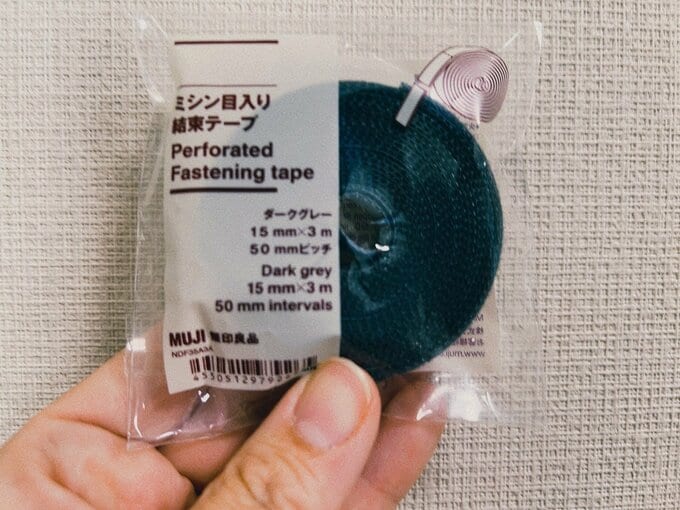 ミシン目入り
結束テープ
Perforated
Fastening tape
ダークグレー
15 mm×3 m
50 mmピッチ
Dark grey
15 mm×3 m
50 mm intervals
MUJI 無印良品